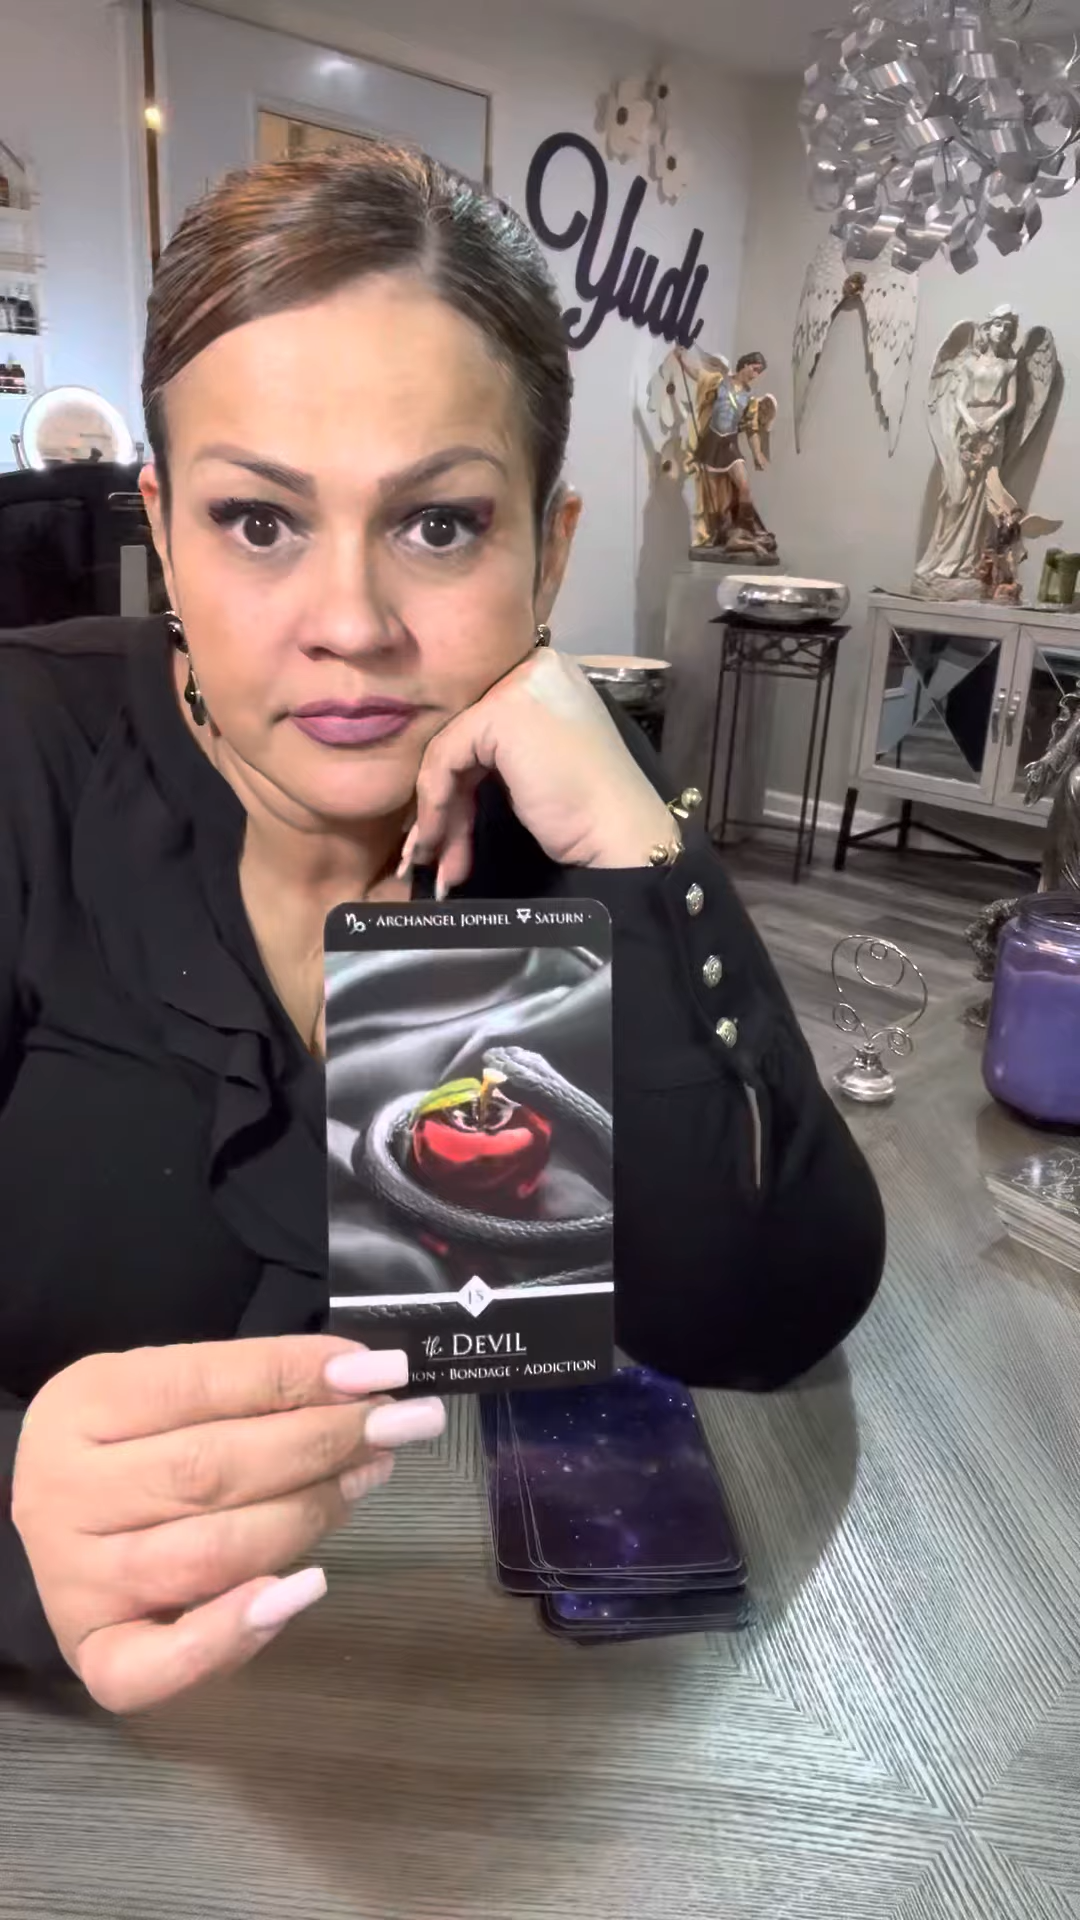 Yudi
ARCHANGEL JOPHIEL SATURN
15
the DEVIL
BONDAGE · ADDICTION